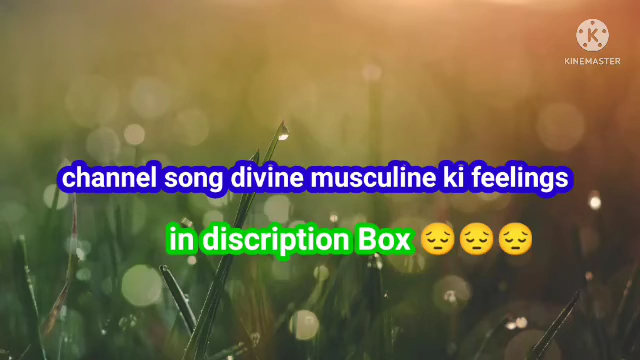 K
KINEMASTER
channel song divine musculine ki feelings
in discription Box 😔😔😔